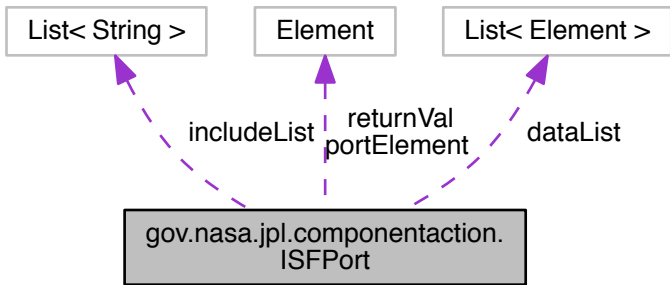 List< String >
Element
List< Element >
includeList
returnVal
portElement
dataList
gov.nasa.jpl.componentaction.
ISFPort